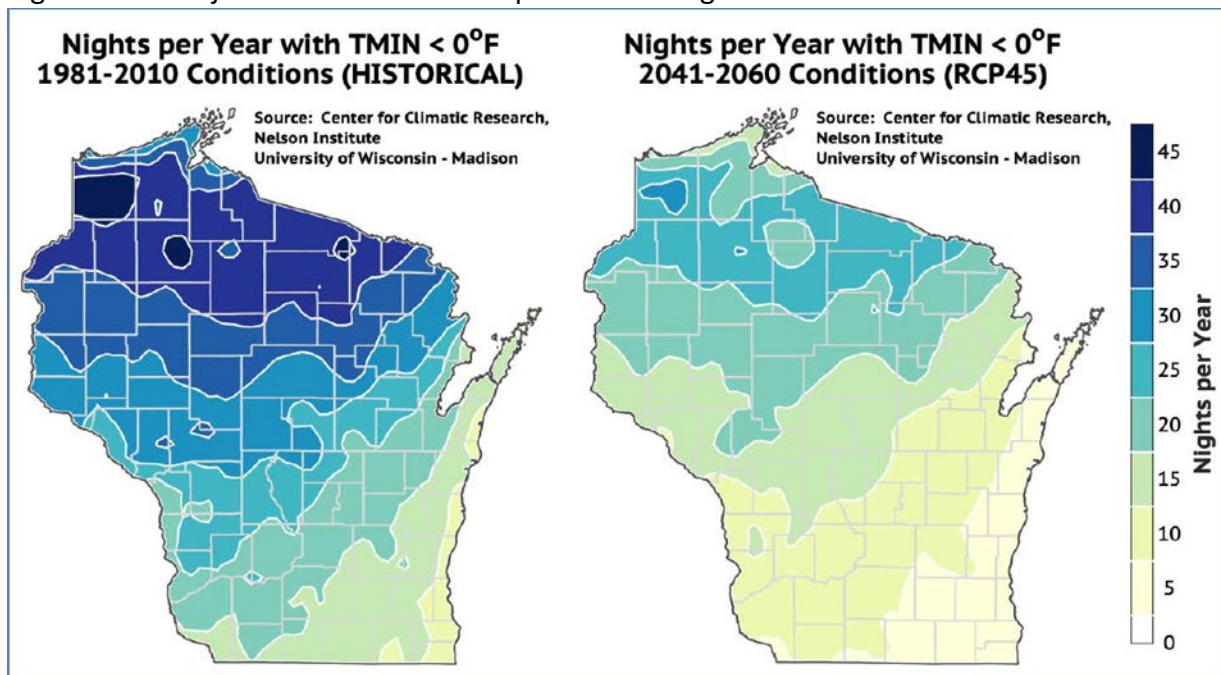 Nights per Year with TMIN < 0°F
1981-2010 Conditions (HISTORICAL)
Source: Center for Climatic Research,
Nelson Institute
University of Wisconsin - Madison
Nights per Year with TMIN < 0°F
2041-2060 Conditions (RCP45)
Source: Center for Climatic Research,
Nelson Institute
University of Wisconsin - Madison
45
40
35
30
25
20
15
10
5
0
Nights per Year